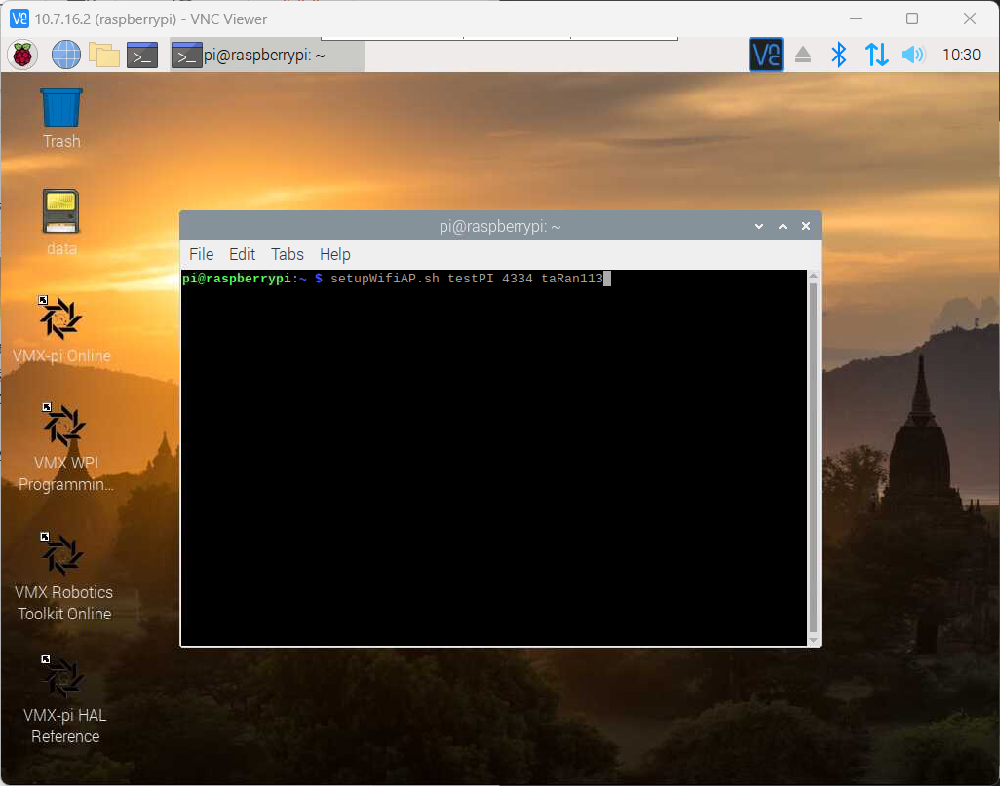 10.7.16.2 (raspberrypi) - VNC Viewer
pi@raspberrypi: ~
10:30
Trash
data
VMX-pi Online
VMX WPI
Programmin...
VMX Robotics
Toolkit Online
VMX-pi HAL
Reference
pi@raspberrypi: ~
File Edit Tabs Help
pi@raspberrypi:~ $ setupWifiAP.sh testPI 4334 taRan113